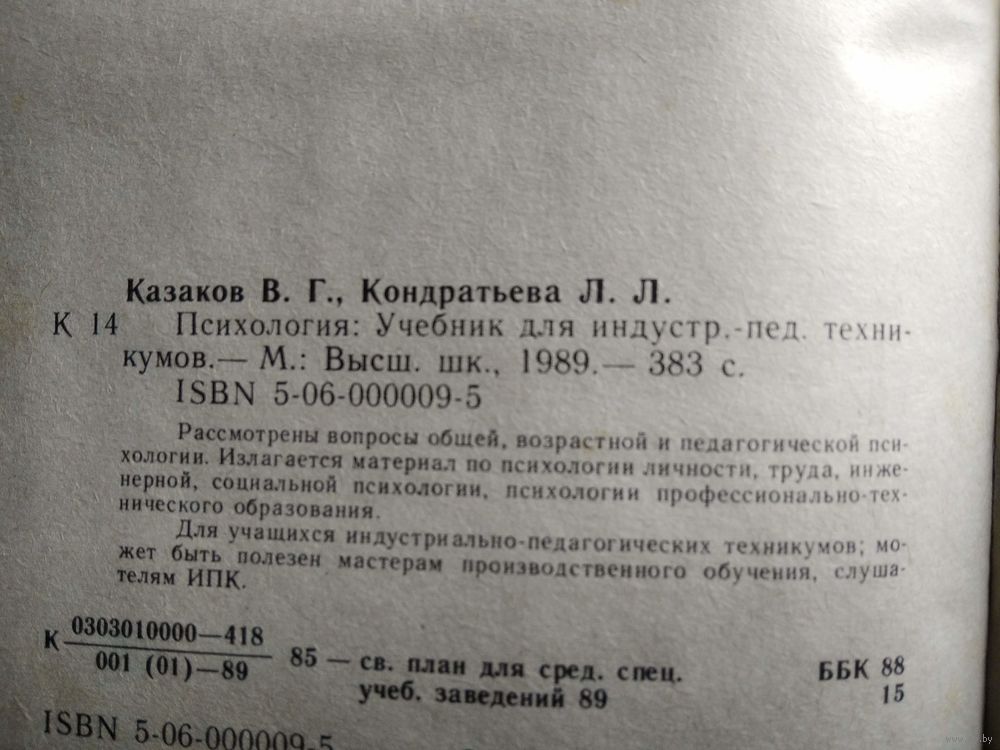 Казаков В. Г., Кондратьева Л. Л.
К 14 Психология: Учебник для индустр.-пед. техни-
кумов.— М.: Высш. шк., 1989.— 383 с.
ISBN 5-06-000009-5
Рассмотрены вопросы общей, возрастной и педагогической пси-
хологии. Излагается материал по психологии личности, труда, инже-
нерной, социальной психологии, психологии профессионально-тех-
нического образования.
Для учащихся индустриально-педагогических техникумов; мо-
жет быть полезен мастерам производственного обучения, слуша-
телям ИПК.
К 0303010000—418
001 (01)—89
85 — св. план для сред. спец.
учеб. заведений 89
ББК 88
15
ISBN 5-06-000009-5